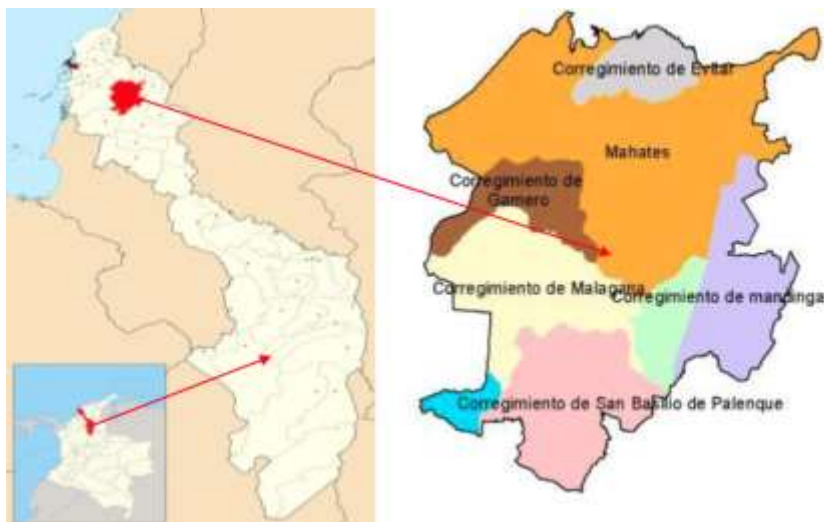 Corregimiento de Evitar
Mahates
Corregimiento de
Gamero
Corregimiento de Malagana
Corregimiento de mandinga
Corregimiento de San Basilio de Palenque